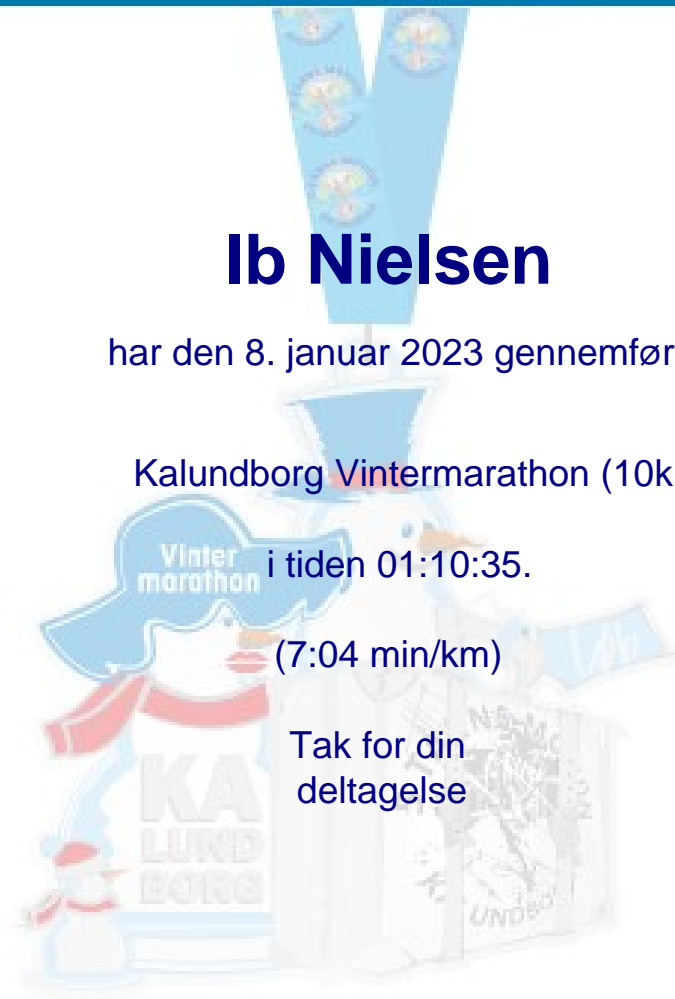 Ib Nielsen
har den 8. januar 2023 gennemfør
Kalundborg Vintermarathon (10k
Vinter
marathon
i tiden 01:10:35.
(7:04 min/km)
Tak for din
deltagelse
KA
LUND
BORG